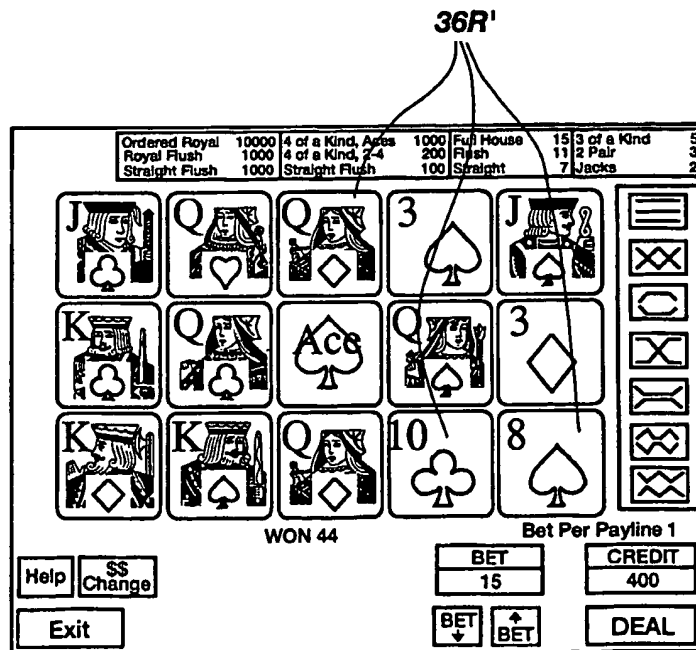 36R'
Ordered Royal 10000 4 of a Kind, Aces 1000 Full House 15 3 of a Kind 5
Royal Flush 1000 4 of a Kind, 2-4 200 Flush 11 2 Pair 3
Straight Flush 1000 Straight Flush 100 Straight 7 Jacks 2
J Q Q 3 J
K Q Ace Q 3
K K Q 10 8
WON 44 Bet Per Payline 1
Help $$ Change BET CREDIT
15 400
Exit BET BET DEAL